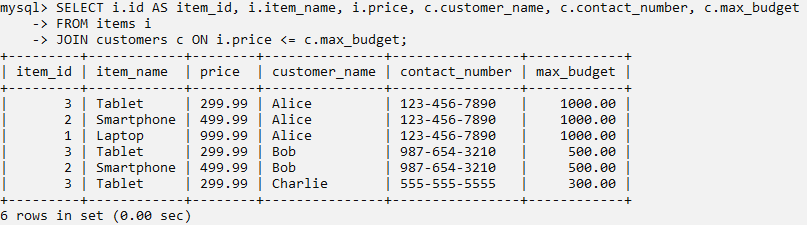 mysql> SELECT i.id AS item_id, i.item_name, i.price, c.customer_name, c.contact_number, c.max_budget
    -> FROM items i
    -> JOIN customers c ON i.price <= c.max_budget;
+---------+------------+--------+---------------+----------------+------------+
| item_id | item_name  | price  | customer_name | contact_number | max_budget |
+---------+------------+--------+---------------+----------------+------------+
|       3 | Tablet     | 299.99 | Alice         | 123-456-7890   |    1000.00 |
|       2 | Smartphone | 499.99 | Alice         | 123-456-7890   |    1000.00 |
|       1 | Laptop     | 999.99 | Alice         | 123-456-7890   |    1000.00 |
|       3 | Tablet     | 299.99 | Bob           | 987-654-3210   |     500.00 |
|       2 | Smartphone | 499.99 | Bob           | 987-654-3210   |     500.00 |
|       3 | Tablet     | 299.99 | Charlie       | 555-555-5555   |     300.00 |
+---------+------------+--------+---------------+----------------+------------+
6 rows in set (0.00 sec)